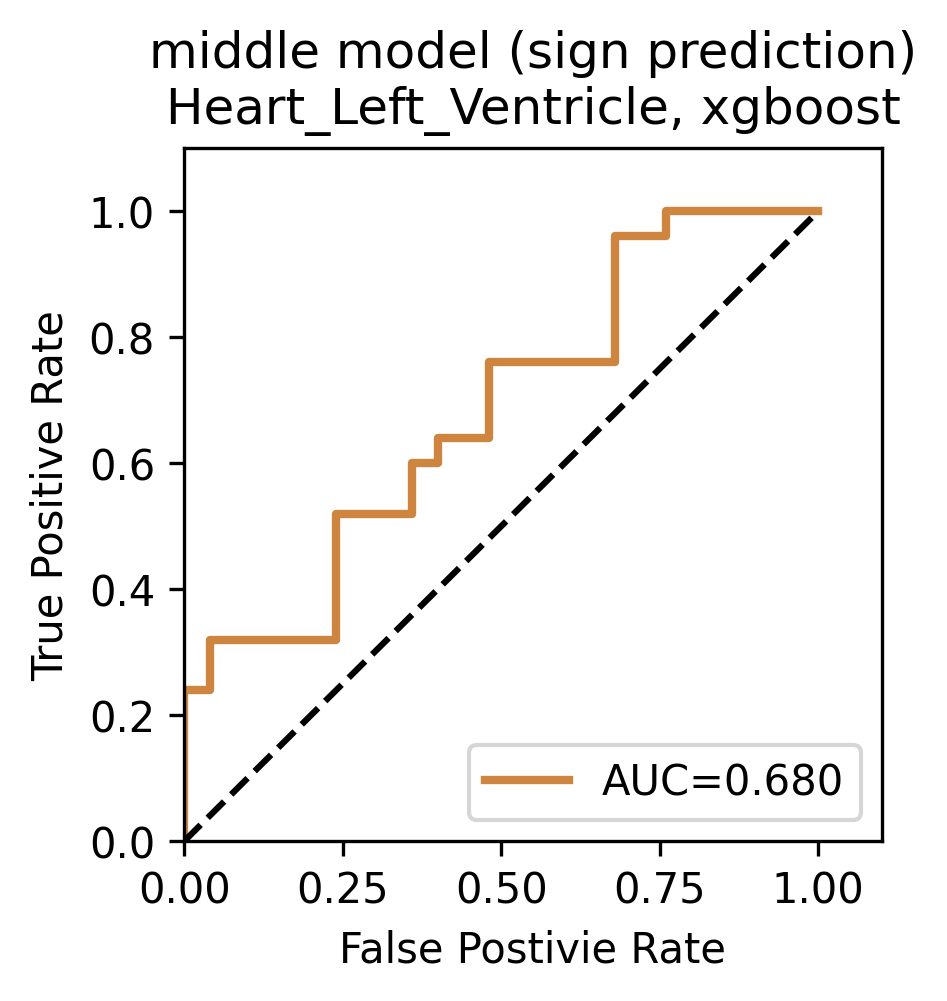 middle model (sign prediction)
Heart_Left_Ventricle, xgboost
True Positive Rate
1.0
0.8
0.6
0.4
0.2
0.0
AUC=0.680
0.00 0.25 0.50 0.75 1.00
False Postivie Rate